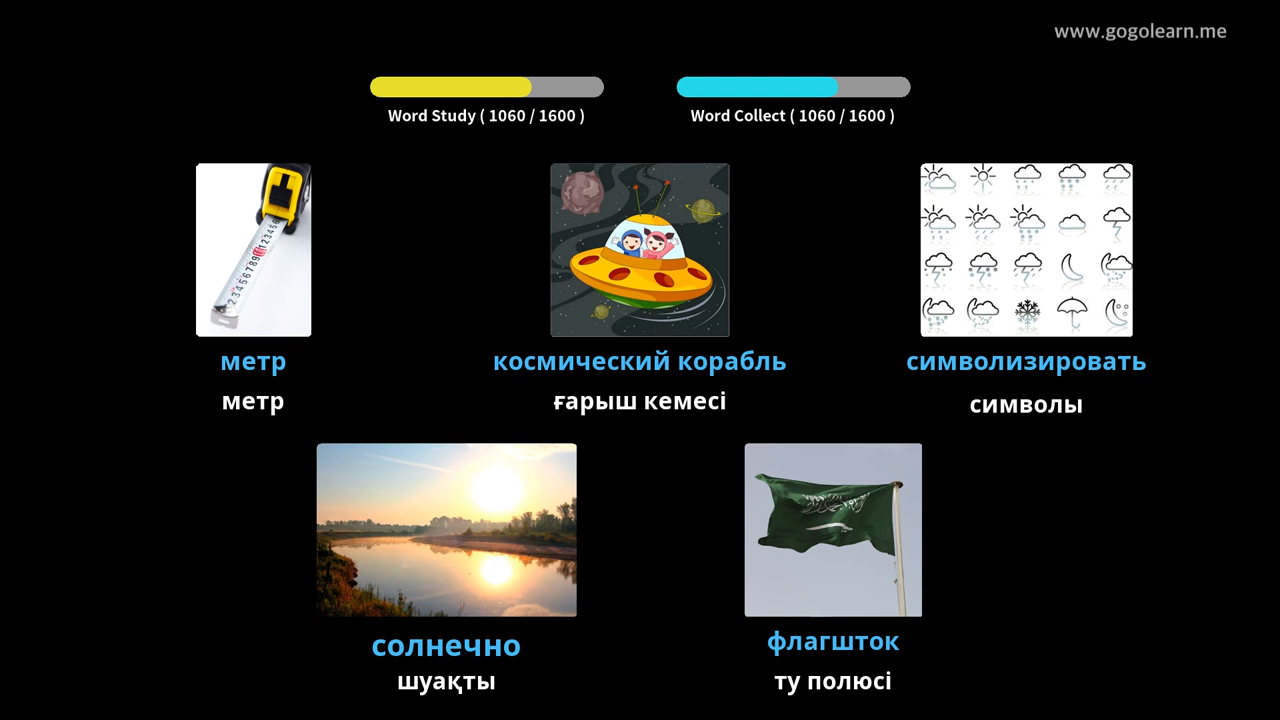 www.gogolearn.me
Word Study ( 1060 / 1600 )
Word Collect ( 1060 / 1600 )
метр
метр
космический корабль
ғарыш кемесі
символизировать
символы
солнечно
шуақты
флагшток
ту полюсі